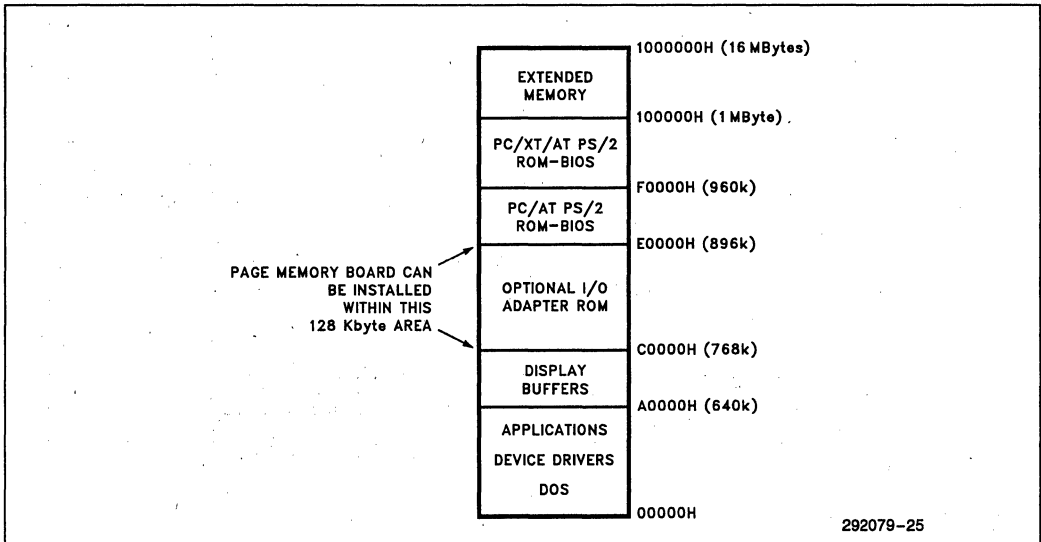 1000000H (16 MBytes)
EXTENDED
MEMORY
100000H (1 MByte)
PC/XT/AT PS/2
ROM-BIOS
F0000H (960k)
PC/AT PS/2
ROM-BIOS
E0000H (896k)
PAGE MEMORY BOARD CAN
BE INSTALLED
WITHIN THIS
128 Kbyte AREA
OPTIONAL I/O
ADAPTER ROM
C0000H (768k)
DISPLAY
BUFFERS
A0000H (640k)
APPLICATIONS
DEVICE DRIVERS
DOS
00000H
292079-25